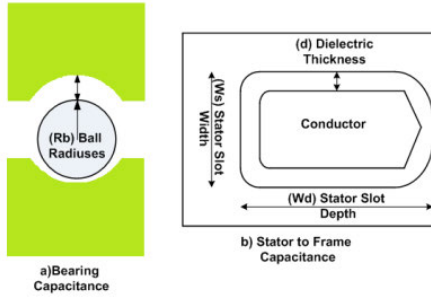 (Rb) Ball
Radiuses
a)Bearing
Capacitance
(d) Dielectric
Thickness
(Ws) Stator Slot
Width
Conductor
(Wd) Stator Slot
Depth
b) Stator to Frame
Capacitance